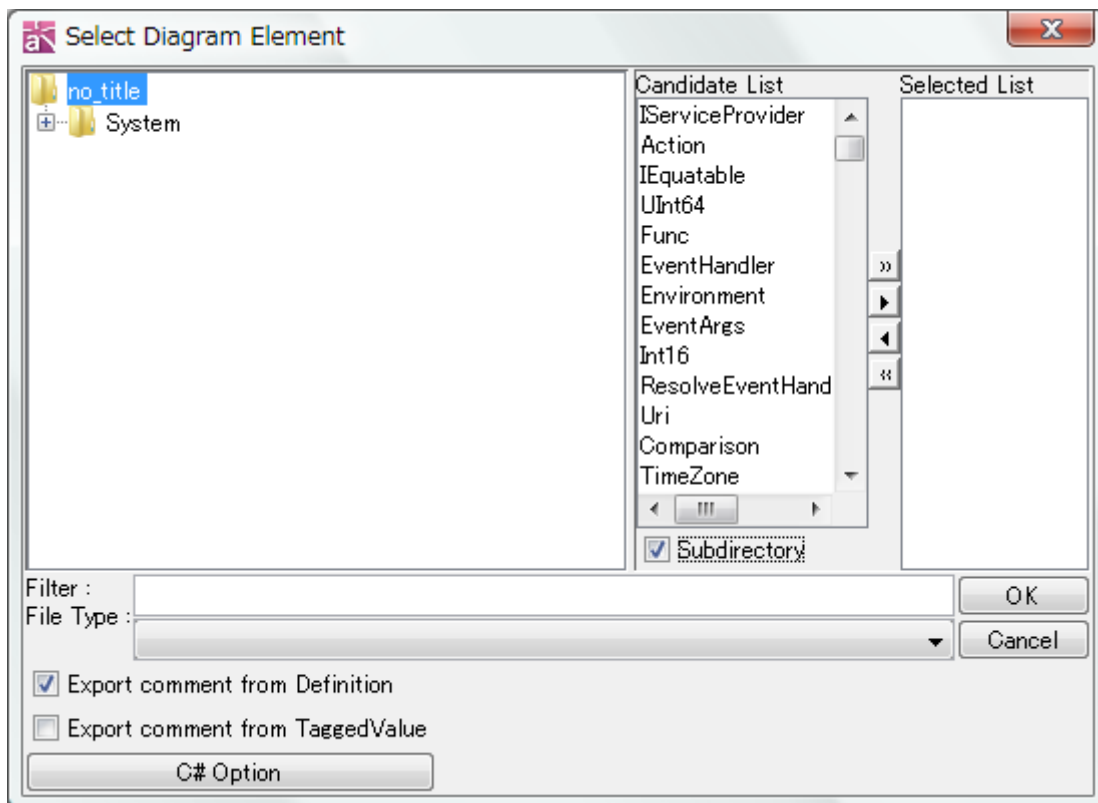 Select Diagram Element
no_title
System
Candidate List
IServiceProvider
Action
IEquatable
UInt64
Func
EventHandler
Environment
EventArgs
Int16
ResolveEventHand
Uri
Comparison
TimeZone
Subdirectory
Selected List
Filter :
File Type :
OK
Cancel
Export comment from Definition
Export comment from TaggedValue
C# Option